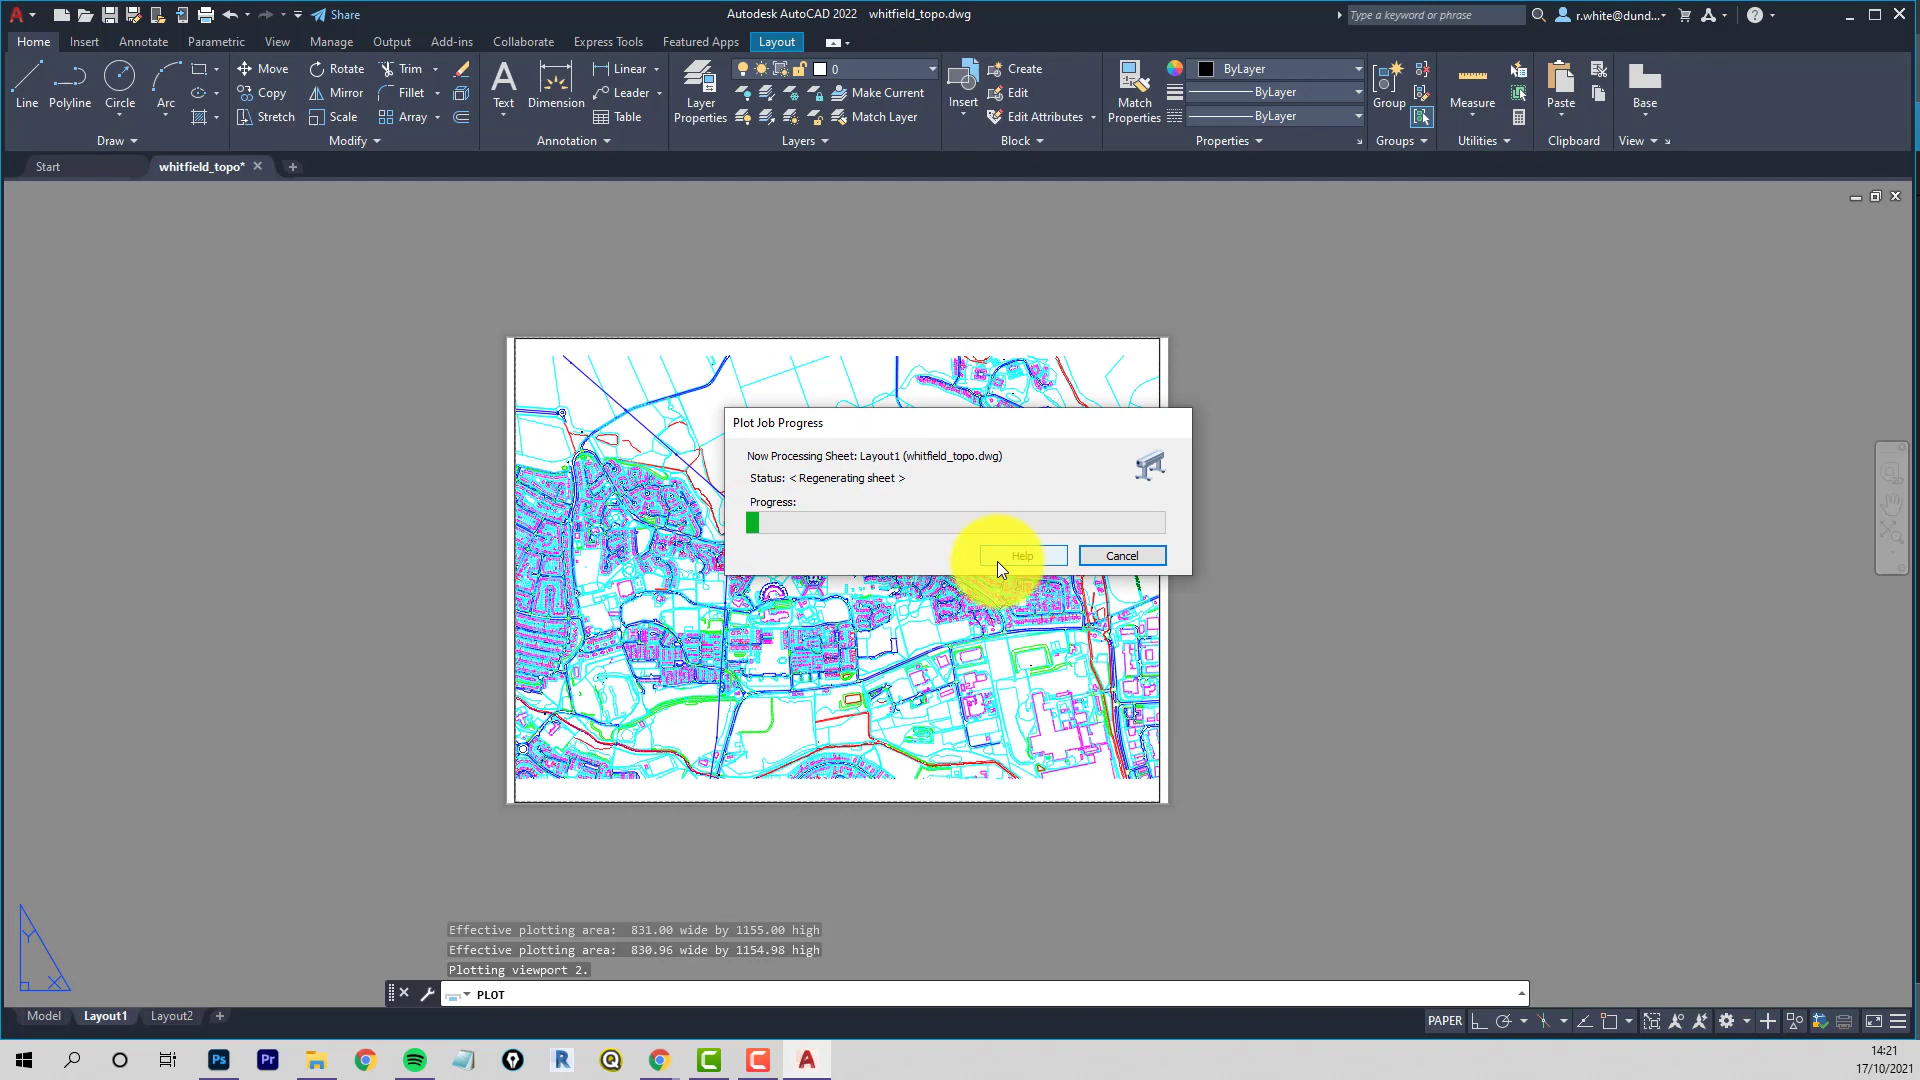 Share
Autodesk AutoCAD 2022 whitfield_topo.dwg
Type a keyword or phrase
r.white@dund...
Home Insert Annotate Parametric View Manage Output Add-ins Collaborate Express Tools Featured Apps Layout
Line Polyline Circle Arc
Move Rotate Trim
Copy Mirror Fillet
Stretch Scale Array
Text Dimension
Linear
Leader
Table
Layer Properties
0
Make Current
Match Layer
Insert
Create
Edit
Edit Attributes
Match Properties
ByLayer
ByLayer
ByLayer
Group
Measure
Paste
Base
Draw Modify Annotation Layers Block Properties Groups Utilities Clipboard View
Start whitfield_topo*
Plot Job Progress
Now Processing Sheet: Layout1 (whitfield_topo.dwg)
Status: < Regenerating sheet >
Progress:
Help Cancel
Effective plotting area: 831.00 wide by 1155.00 high
Effective plotting area: 830.96 wide by 1154.98 high
Plotting viewport 2.
PLOT
Y
X
Model Layout1 Layout2
PAPER
Ps Pr R A
14:21
17/10/2021